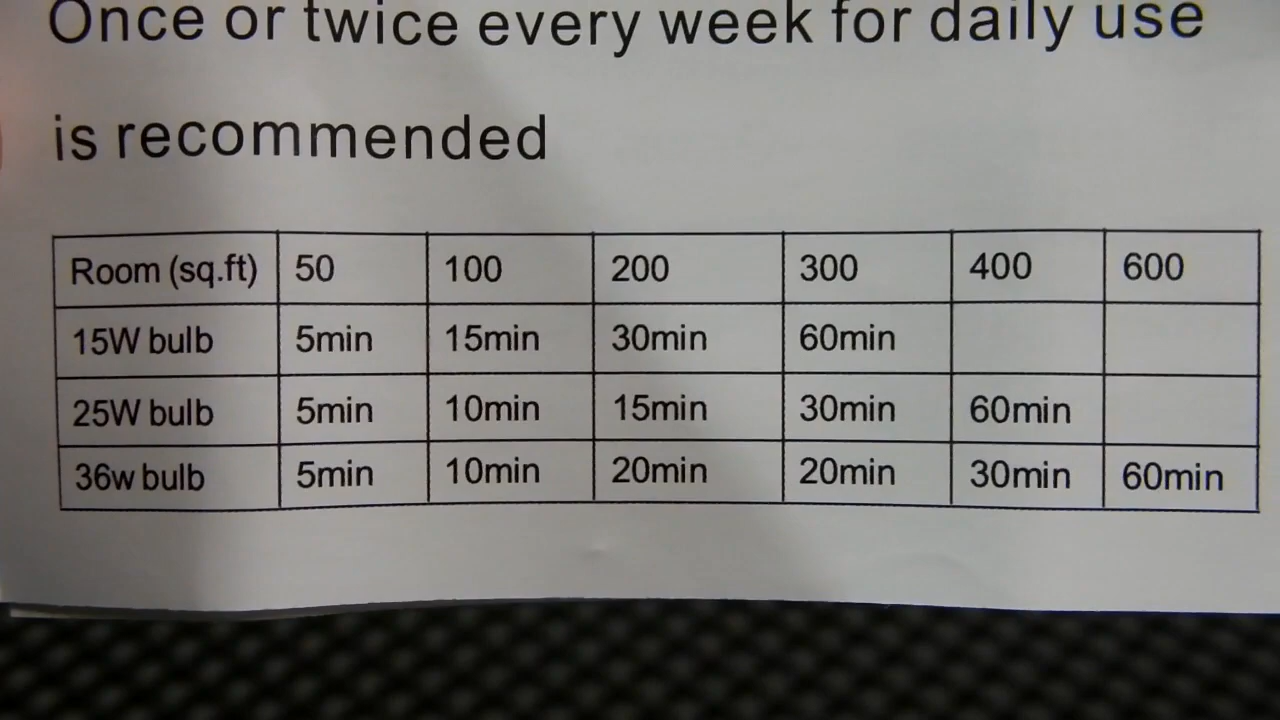 Once or twice every week for daily use
is recommended
Room (sq.ft) 50 100 200 300 400 600
15W bulb 5min 15min 30min 60min
25W bulb 5min 10min 15min 30min 60min
36w bulb 5min 10min 20min 20min 30min 60min